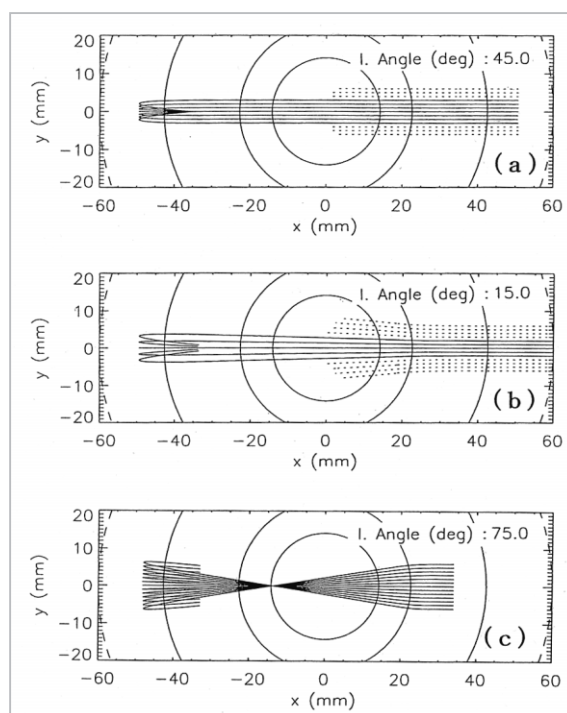 20
10
0
-10
-20
y (mm)
I. Angle (deg) : 45.0
(a)
-60 -40 -20 0 20 40 60
x (mm)
20
10
0
-10
-20
y (mm)
I. Angle (deg) : 15.0
(b)
-60 -40 -20 0 20 40 60
x (mm)
20
10
0
-10
-20
y (mm)
I. Angle (deg) : 75.0
(c)
-60 -40 -20 0 20 40 60
x (mm)